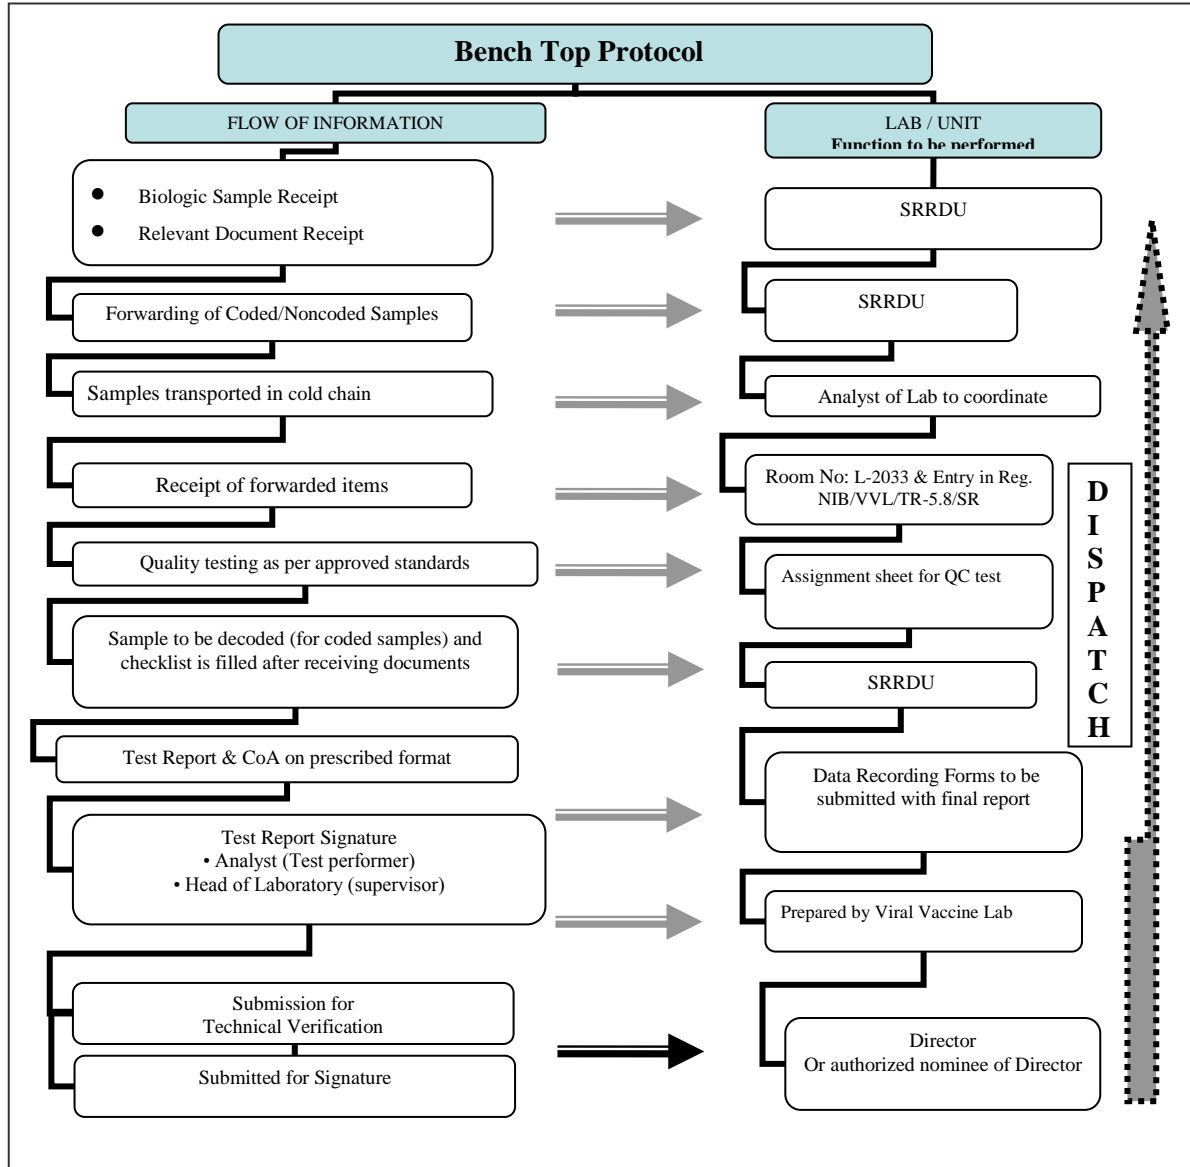 Bench Top Protocol
FLOW OF INFORMATION
LAB / UNIT
Function to be performed
• Biologic Sample Receipt
• Relevant Document Receipt
SRRDU
Forwarding of Coded/Noncoded Samples
SRRDU
Samples transported in cold chain
Analyst of Lab to coordinate
Receipt of forwarded items
Room No: L-2033 & Entry in Reg.
NIB/VVL/TR-5.8/SR
Quality testing as per approved standards
Assignment sheet for QC test
Sample to be decoded (for coded samples) and
checklist is filled after receiving documents
SRRDU
Test Report & CoA on prescribed format
Data Recording Forms to be
submitted with final report
Test Report Signature
• Analyst (Test performer)
• Head of Laboratory (supervisor)
Prepared by Viral Vaccine Lab
Submission for
Technical Verification
Submitted for Signature
Director
Or authorized nominee of Director
D
I
S
P
A
T
C
H